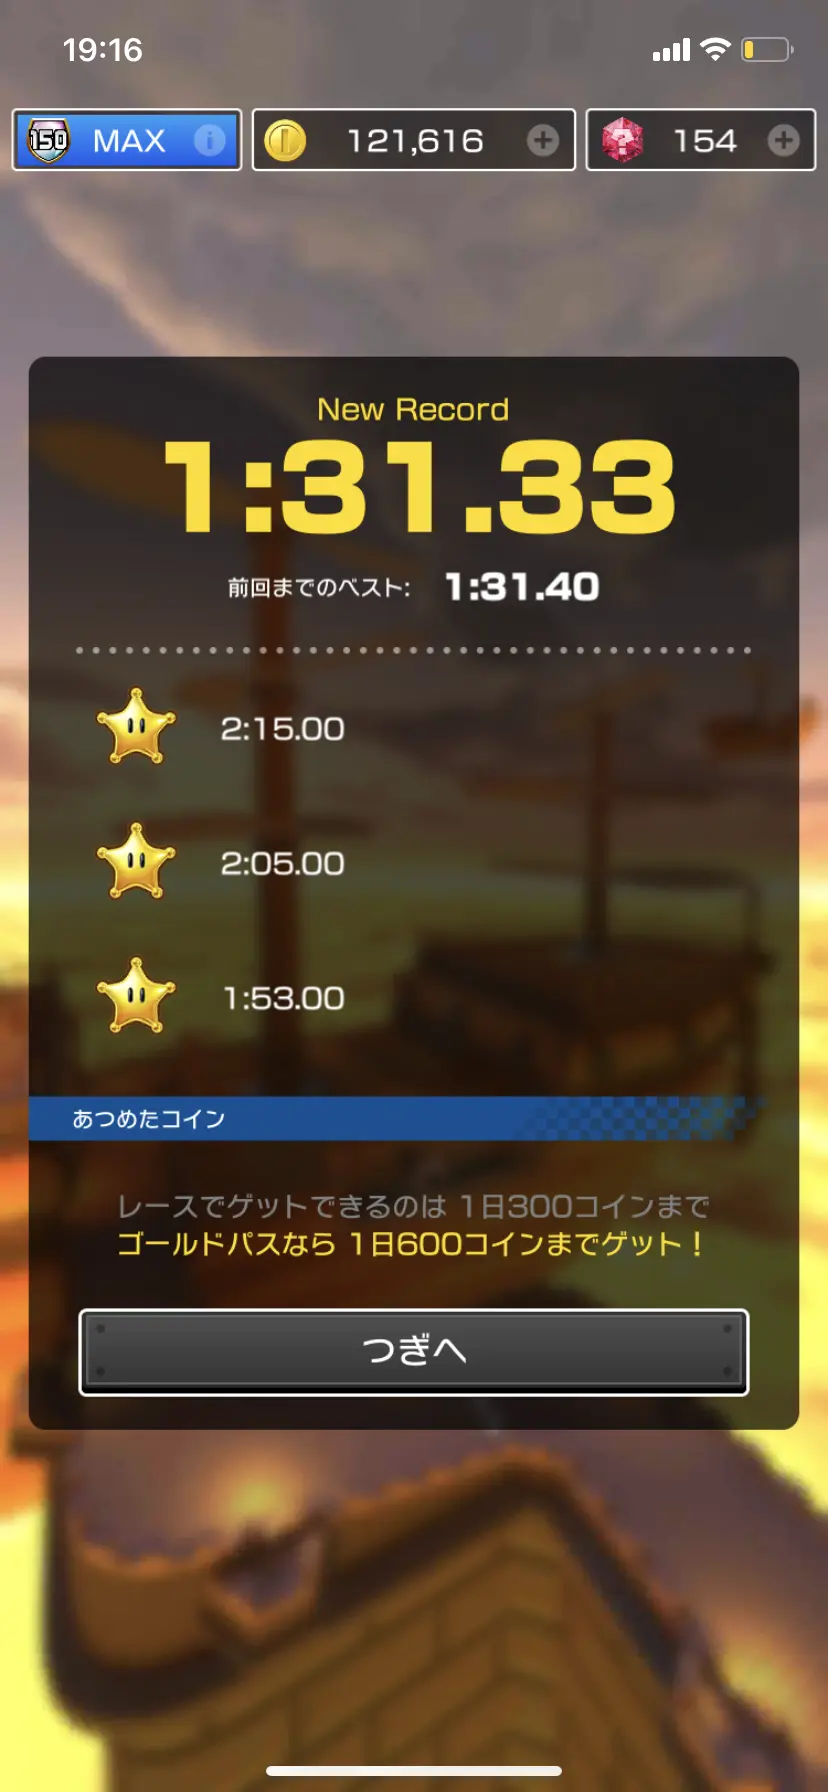 19:16
150 MAX i 121,616 + 154 +
New Record
1:31.33
前回までのベスト: 1:31.40
2:15.00
2:05.00
1:53.00
あつめたコイン
レースでゲットできるのは 1日300コインまで
ゴールドパスなら 1日600コインまでゲット！
つぎへ